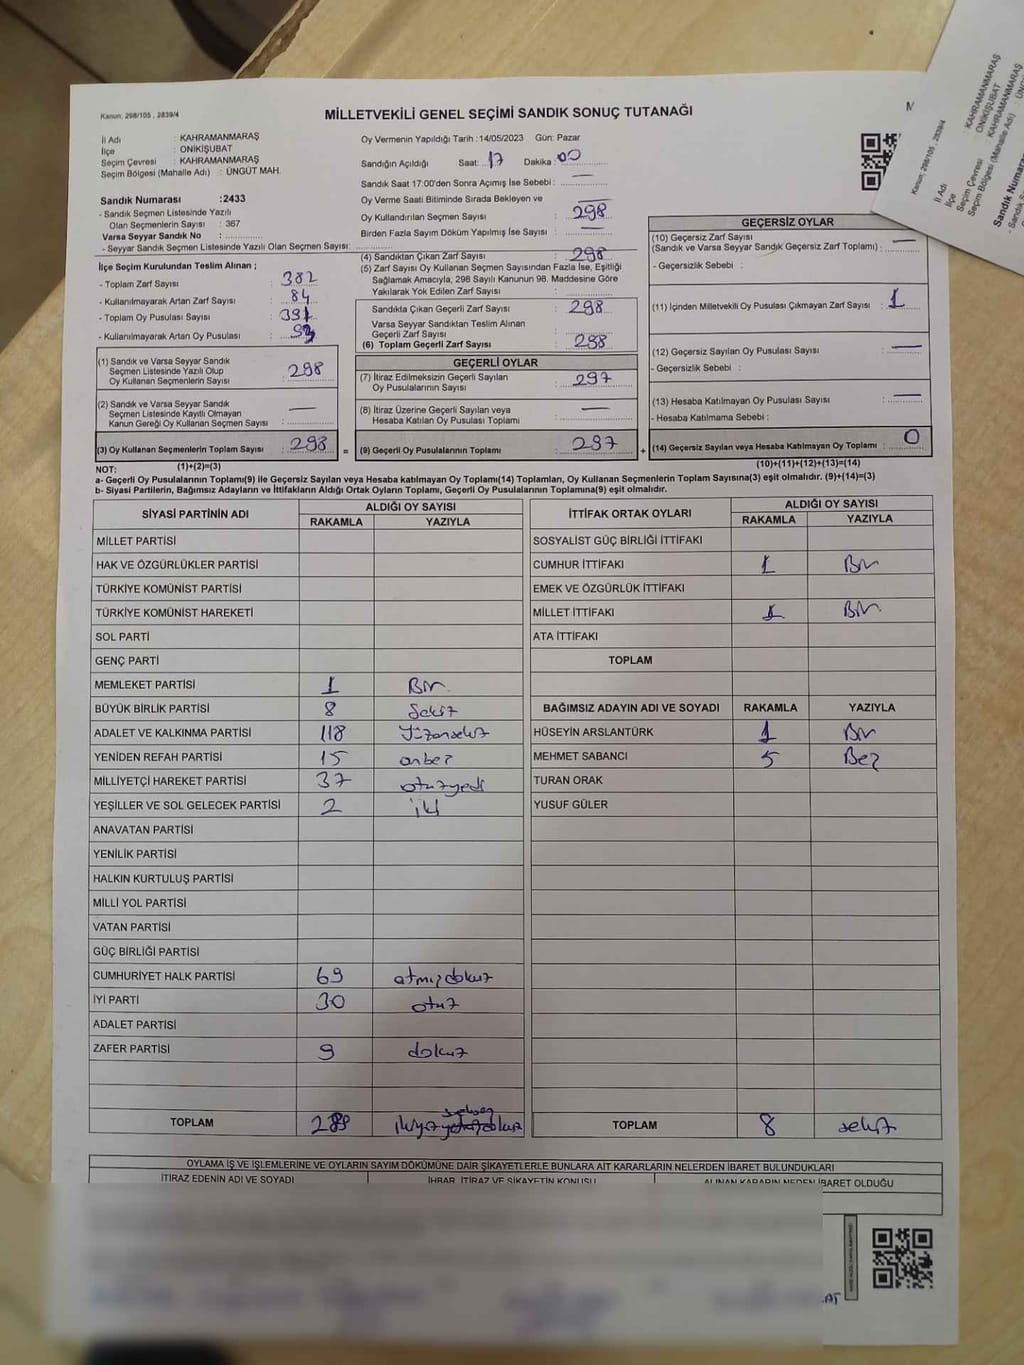 Kanun; 298/105 , 2839/4
MİLLETVEKİLİ GENEL SEÇİMİ SANDIK SONUÇ TUTANAĞI
İl Adı : KAHRAMANMARAŞ
İlçe : ONİKİŞUBAT
Seçim Çevresi : KAHRAMANMARAŞ
Seçim Bölgesi (Mahalle Adı) : ÜNGÜT MAH.
Sandık Numarası :2433
- Sandık Seçmen Listesinde Yazılı
Olan Seçmenlerin Sayısı : 367
Varsa Seyyar Sandık No :
- Seyyar Sandık Seçmen Listesinde Yazılı Olan Seçmen Sayısı:
Oy Vermenin Yapıldığı Tarih :14/05/2023 Gün: Pazar
Sandığın Açıldığı Saat: 17 Dakika: 00
Sandık Saat 17:00'den Sonra Açımış İse Sebebi : —
Oy Verme Saati Bitiminde Sırada Bekleyen ve : —
Oy Kullandırılan Seçmen Sayısı : 298
Birden Fazla Sayım Döküm Yapılmış İse Sayısı : —
İlçe Seçim Kurulundan Teslim Alınan ;
- Toplam Zarf Sayısı : 382
- Kullanılmayarak Artan Zarf Sayısı : 84
- Toplam Oy Pusulası Sayısı : 391
- Kullanılmayarak Artan Oy Pusulası :
(4) Sandıktan Çıkan Zarf Sayısı : 298
(5) Zarf Sayısı Oy Kullanan Seçmen Sayısından Fazla İse, Eşitliği
Sağlamak Amacıyla, 298 Sayılı Kanunun 98. Maddesine Göre
Yakılarak Yok Edilen Zarf Sayısı :
Sandıkta Çıkan Geçerli Zarf Sayısı : 298
Varsa Seyyar Sandıktan Teslim Alınan
Geçerli Zarf Sayısı :
(6) Toplam Geçerli Zarf Sayısı : 298
GEÇERSİZ OYLAR
(10) Geçersiz Zarf Sayısı
(Sandık ve Varsa Seyyar Sandık Geçersiz Zarf Toplamı) : —
- Geçersizlik Sebebi :
(11) İçinden Milletvekili Oy Pusulası Çıkmayan Zarf Sayısı : 1
(12) Geçersiz Sayılan Oy Pusulası Sayısı : —
- Geçersizlik Sebebi :
(13) Hesaba Katılmayan Oy Pusulası Sayısı : —
- Hesaba Katılmama Sebebi :
(14) Geçersiz Sayılan veya Hesaba Katılmayan Oy Toplamı : 0
(10)+(11)+(12)+(13)=(14)
(1) Sandık ve Varsa Seyyar Sandık
Seçmen Listesinde Yazılı Olup
Oy Kullanan Seçmenlerin Sayısı : 298
(2) Sandık ve Varsa Seyyar Sandık
Seçmen Listesinde Kayıtlı Olmayan
Kanun Gereği Oy Kullanan Seçmen Sayısı : —
(3) Oy Kullanan Seçmenlerin Toplam Sayısı : 298 =
(1)+(2)=(3)
GEÇERLİ OYLAR
(7) İtiraz Edilmeksizin Geçerli Sayılan
Oy Pusulalarının Sayısı : 297
(8) İtiraz Üzerine Geçerli Sayılan veya
Hesaba Katılan Oy Pusulası Toplamı : —
(9) Geçerli Oy Pusulalarının Toplamı : 297 +
NOT:
a- Geçerli Oy Pusulalarının Toplamı(9) ile Geçersiz Sayılan veya Hesaba katılmayan Oy Toplamı(14) Toplamları, Oy Kullanan Seçmenlerin Toplam Sayısına(3) eşit olmalıdır. (9)+(14)=(3)
b- Siyasi Partilerin, Bağımsız Adayların ve İttifakların Aldığı Ortak Oyların Toplamı, Geçerli Oy Pusulalarının Toplamına(9) eşit olmalıdır.
SİYASİ PARTİNİN ADI ALDIĞI OY SAYISI
RAKAMLA YAZIYLA
MİLLET PARTİSİ
HAK VE ÖZGÜRLÜKLER PARTİSİ
TÜRKİYE KOMÜNİST PARTİSİ
TÜRKİYE KOMÜNİST HAREKETİ
SOL PARTİ
GENÇ PARTİ
MEMLEKET PARTİSİ 1 Bir
BÜYÜK BİRLİK PARTİSİ 8 Sekiz
ADALET VE KALKINMA PARTİSİ 118 Yüzonsekiz
YENİDEN REFAH PARTİSİ 15 onbeş
MİLLİYETÇİ HAREKET PARTİSİ 37 otuzyedi
YEŞİLLER VE SOL GELECEK PARTİSİ 2 iki
ANAVATAN PARTİSİ
YENİLİK PARTİSİ
HALKIN KURTULUŞ PARTİSİ
MİLLİ YOL PARTİSİ
VATAN PARTİSİ
GÜÇ BİRLİĞİ PARTİSİ
CUMHURİYET HALK PARTİSİ 69 atmışdokuz
İYİ PARTİ 30 otuz
ADALET PARTİSİ
ZAFER PARTİSİ 9 dokuz
TOPLAM 289 ikiyüz seksen dokuz
İTTİFAK ORTAK OYLARI ALDIĞI OY SAYISI
RAKAMLA YAZIYLA
SOSYALİST GÜÇ BİRLİĞİ İTTİFAKI
CUMHUR İTTİFAKI 1 Bir
EMEK VE ÖZGÜRLÜK İTTİFAKI
MİLLET İTTİFAKI 1 Bir
ATA İTTİFAKI
TOPLAM
BAĞIMSIZ ADAYIN ADI VE SOYADI RAKAMLA YAZIYLA
HÜSEYİN ARSLANTÜRK 1 Bir
MEHMET SABANCI 5 Beş
TURAN ORAK
YUSUF GÜLER
TOPLAM 8 sekiz
OYLAMA İŞ VE İŞLEMLERİNE VE OYLARIN SAYIM DÖKÜMÜNE DAİR ŞİKAYETLERLE BUNLARA AİT KARARLARIN NELERDEN İBARET BULUNDUKLARI
İTİRAZ EDENİN ADI VE SOYADI İHBAR, İTİRAZ VE ŞİKAYETİN KONUSU ALINAN KARARIN NEDEN İBARET OLDUĞU
Kanun; 298/105 , 2839/4
İl Adı : KAHRAMANMARAŞ
İlçe : ONİKİŞUBAT
Seçim Çevresi : KAHRAMANMARAŞ
Seçim Bölgesi (Mahalle Adı) : ÜNGÜ
Sandık Numarası